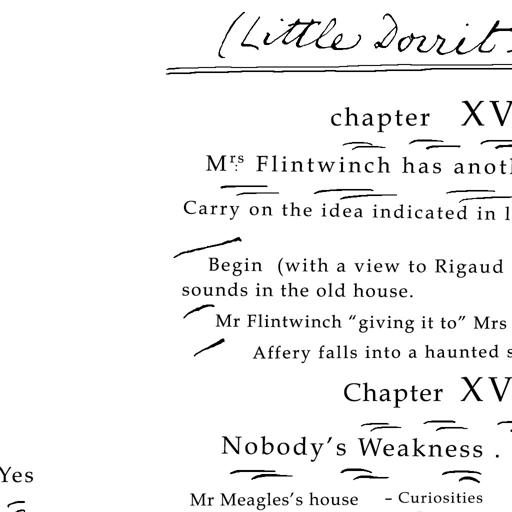 (Little Dorrit
chapter XV
Mrs Flintwinch has
Carry on the idea indicated in
Begin (with a view to Rigaud
sounds in the old house.
Mr Flintwinch “giving it to” Mrs
Affery falls into a haunted
Chapter XV
Nobody’s Weakness .
Yes
Mr Meagles’s house – Curiosities